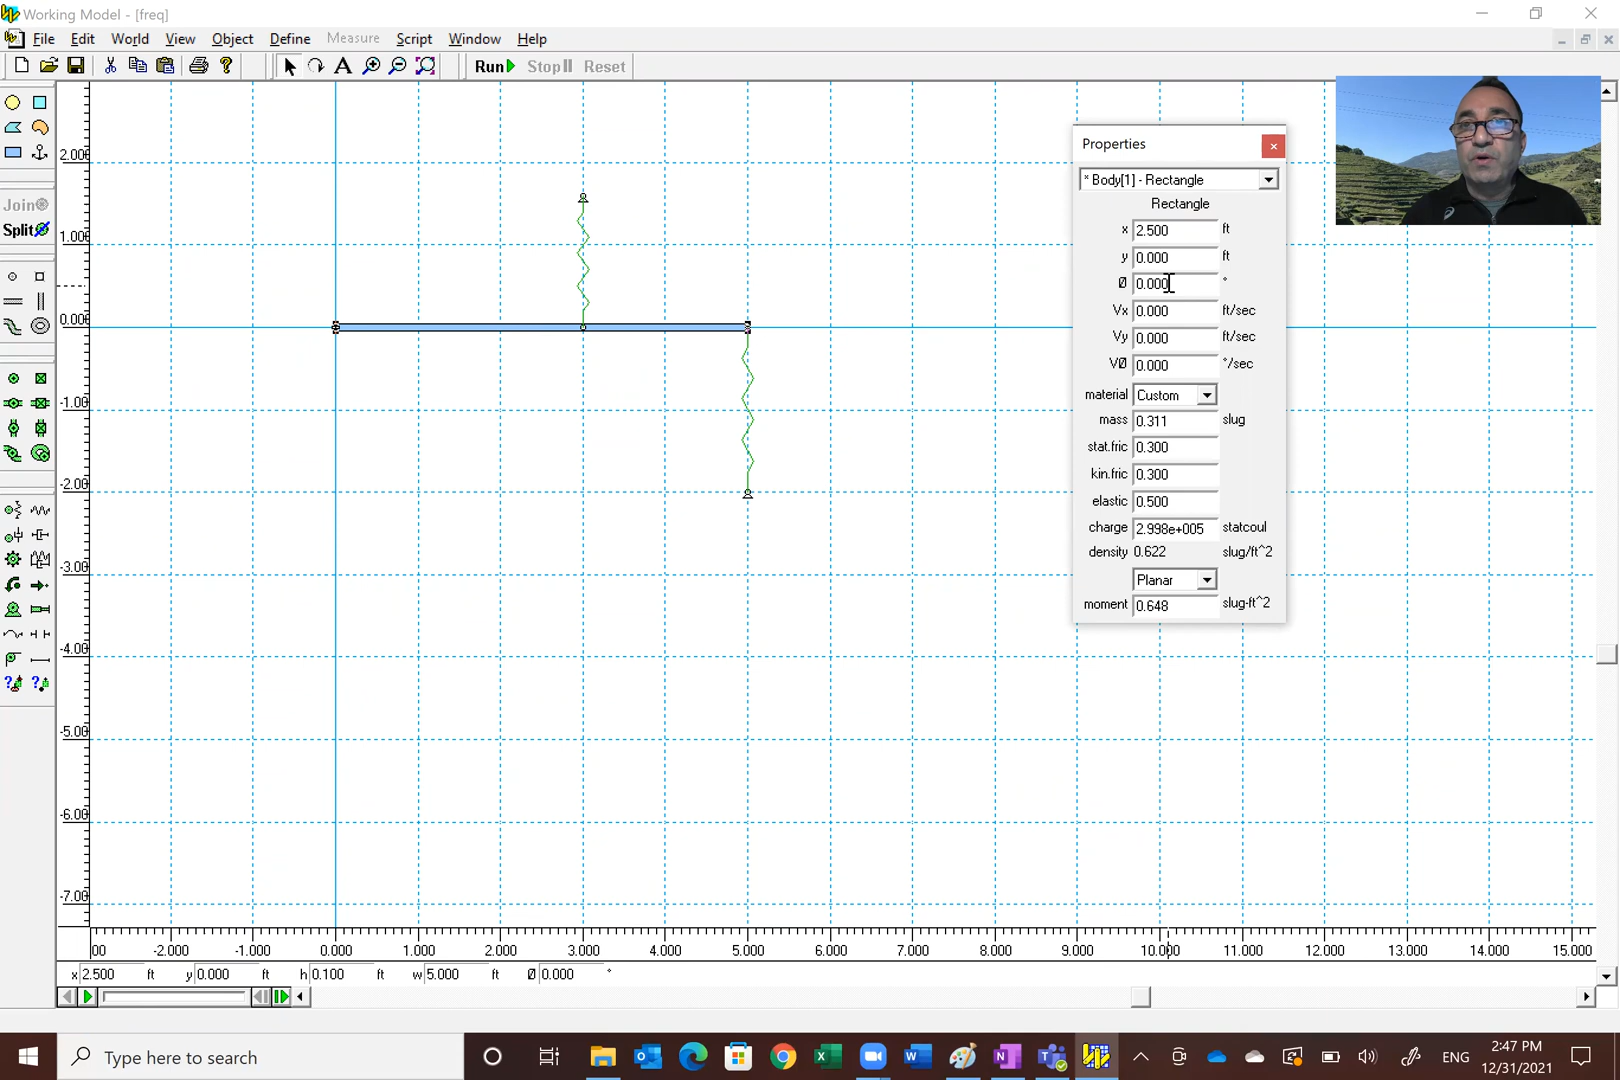 Working Model - [freq]
File Edit World View Object Define Measure Script Window Help
A Run Stop Reset
Join
Split
2.000
1.000
0.000
-1.00
-2.00
-3.00
-4.00
-5.00
-6.00
-7.00
Properties
* Body[1] - Rectangle
Rectangle
x 2.500 ft
y 0.000 ft
Ø 0.000 °
Vx 0.000 ft/sec
Vy 0.000 ft/sec
VØ 0.000 °/sec
material Custom
mass 0.311 slug
stat.fric 0.300
kin.fric 0.300
elastic 0.500
charge 2.998e+005 statcoul
density 0.622 slug/ft^2
Planar
moment 0.648 slug-ft^2
00 -2.000 -1.000 0.000 1.000 2.000 3.000 4.000 5.000 6.000 7.000 8.000 9.000 10.000 11.000 12.000 13.000 14.000 15.000
x 2.500 ft y 0.000 ft h 0.100 ft w 5.000 ft Ø 0.000 °
Type here to search
ENG
2:47 PM
12/31/2021